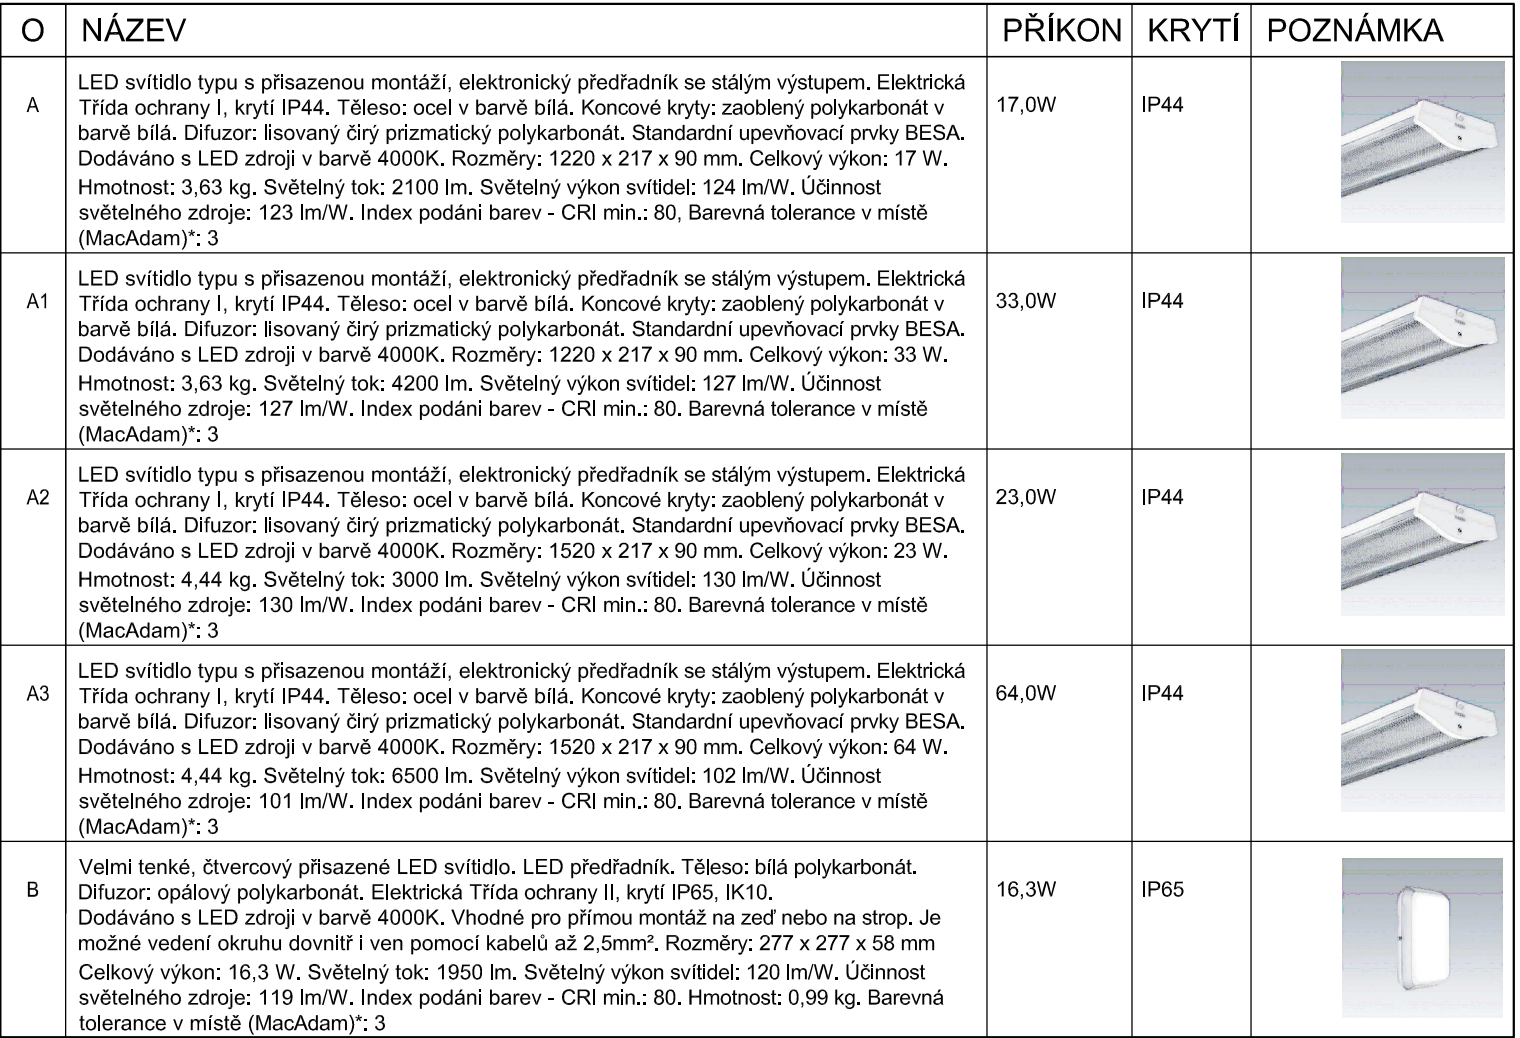 O NÁZEV PŘÍKON KRYTÍ POZNÁMKA
A LED svítidlo typu s přisazenou montáží, elektronický předřadník se stálým výstupem. Elektrická 17,0W IP44
Třída ochrany I, krytí IP44. Těleso: ocel v barvě bílá. Koncové kryty: zaoblený polykarbonát v
barvě bílá. Difuzor: lisovaný čirý prizmatický polykarbonát. Standardní upevňovací prvky BESA.
Dodáváno s LED zdroji v barvě 4000K. Rozměry: 1220 x 217 x 90 mm. Celkový výkon: 17 W.
Hmotnost: 3,63 kg. Světelný tok: 2100 lm. Světelný výkon svítidel: 124 lm/W. Účinnost
světelného zdroje: 123 lm/W. Index podáni barev - CRI min.: 80, Barevná tolerance v místě
(MacAdam)*: 3
A1 LED svítidlo typu s přisazenou montáží, elektronický předřadník se stálým výstupem. Elektrická 33,0W IP44
Třída ochrany I, krytí IP44. Těleso: ocel v barvě bílá. Koncové kryty: zaoblený polykarbonát v
barvě bílá. Difuzor: lisovaný čirý prizmatický polykarbonát. Standardní upevňovací prvky BESA.
Dodáváno s LED zdroji v barvě 4000K. Rozměry: 1220 x 217 x 90 mm. Celkový výkon: 33 W.
Hmotnost: 3,63 kg. Světelný tok: 4200 lm. Světelný výkon svítidel: 127 lm/W. Účinnost
světelného zdroje: 127 lm/W. Index podáni barev - CRI min.: 80. Barevná tolerance v místě
(MacAdam)*: 3
A2 LED svítidlo typu s přisazenou montáží, elektronický předřadník se stálým výstupem. Elektrická 23,0W IP44
Třída ochrany I, krytí IP44. Těleso: ocel v barvě bílá. Koncové kryty: zaoblený polykarbonát v
barvě bílá. Difuzor: lisovaný čirý prizmatický polykarbonát. Standardní upevňovací prvky BESA.
Dodáváno s LED zdroji v barvě 4000K. Rozměry: 1520 x 217 x 90 mm. Celkový výkon: 23 W.
Hmotnost: 4,44 kg. Světelný tok: 3000 lm. Světelný výkon svítidel: 130 lm/W. Účinnost
světelného zdroje: 130 lm/W. Index podáni barev - CRI min.: 80. Barevná tolerance v místě
(MacAdam)*: 3
A3 LED svítidlo typu s přisazenou montáží, elektronický předřadník se stálým výstupem. Elektrická 64,0W IP44
Třída ochrany I, krytí IP44. Těleso: ocel v barvě bílá. Koncové kryty: zaoblený polykarbonát v
barvě bílá. Difuzor: lisovaný čirý prizmatický polykarbonát. Standardní upevňovací prvky BESA.
Dodáváno s LED zdroji v barvě 4000K. Rozměry: 1520 x 217 x 90 mm. Celkový výkon: 64 W.
Hmotnost: 4,44 kg. Světelný tok: 6500 lm. Světelný výkon svítidel: 102 lm/W. Účinnost
světelného zdroje: 101 lm/W. Index podáni barev - CRI min.: 80. Barevná tolerance v místě
(MacAdam)*: 3
B Velmi tenké, čtvercový přisazené LED svítidlo. LED předřadník. Těleso: bílá polykarbonát. 16,3W IP65
Difuzor: opálový polykarbonát. Elektrická Třída ochrany II, krytí IP65, IK10.
Dodáváno s LED zdroji v barvě 4000K. Vhodné pro přímou montáž na zeď nebo na strop. Je
možné vedení okruhu dovnitř i ven pomocí kabelů až 2,5mm². Rozměry: 277 x 277 x 58 mm
Celkový výkon: 16,3 W. Světelný tok: 1950 lm. Světelný výkon svítidel: 120 lm/W. Účinnost
světelného zdroje: 119 lm/W. Index podáni barev - CRI min.: 80. Hmotnost: 0,99 kg. Barevná
tolerance v místě (MacAdam)*: 3